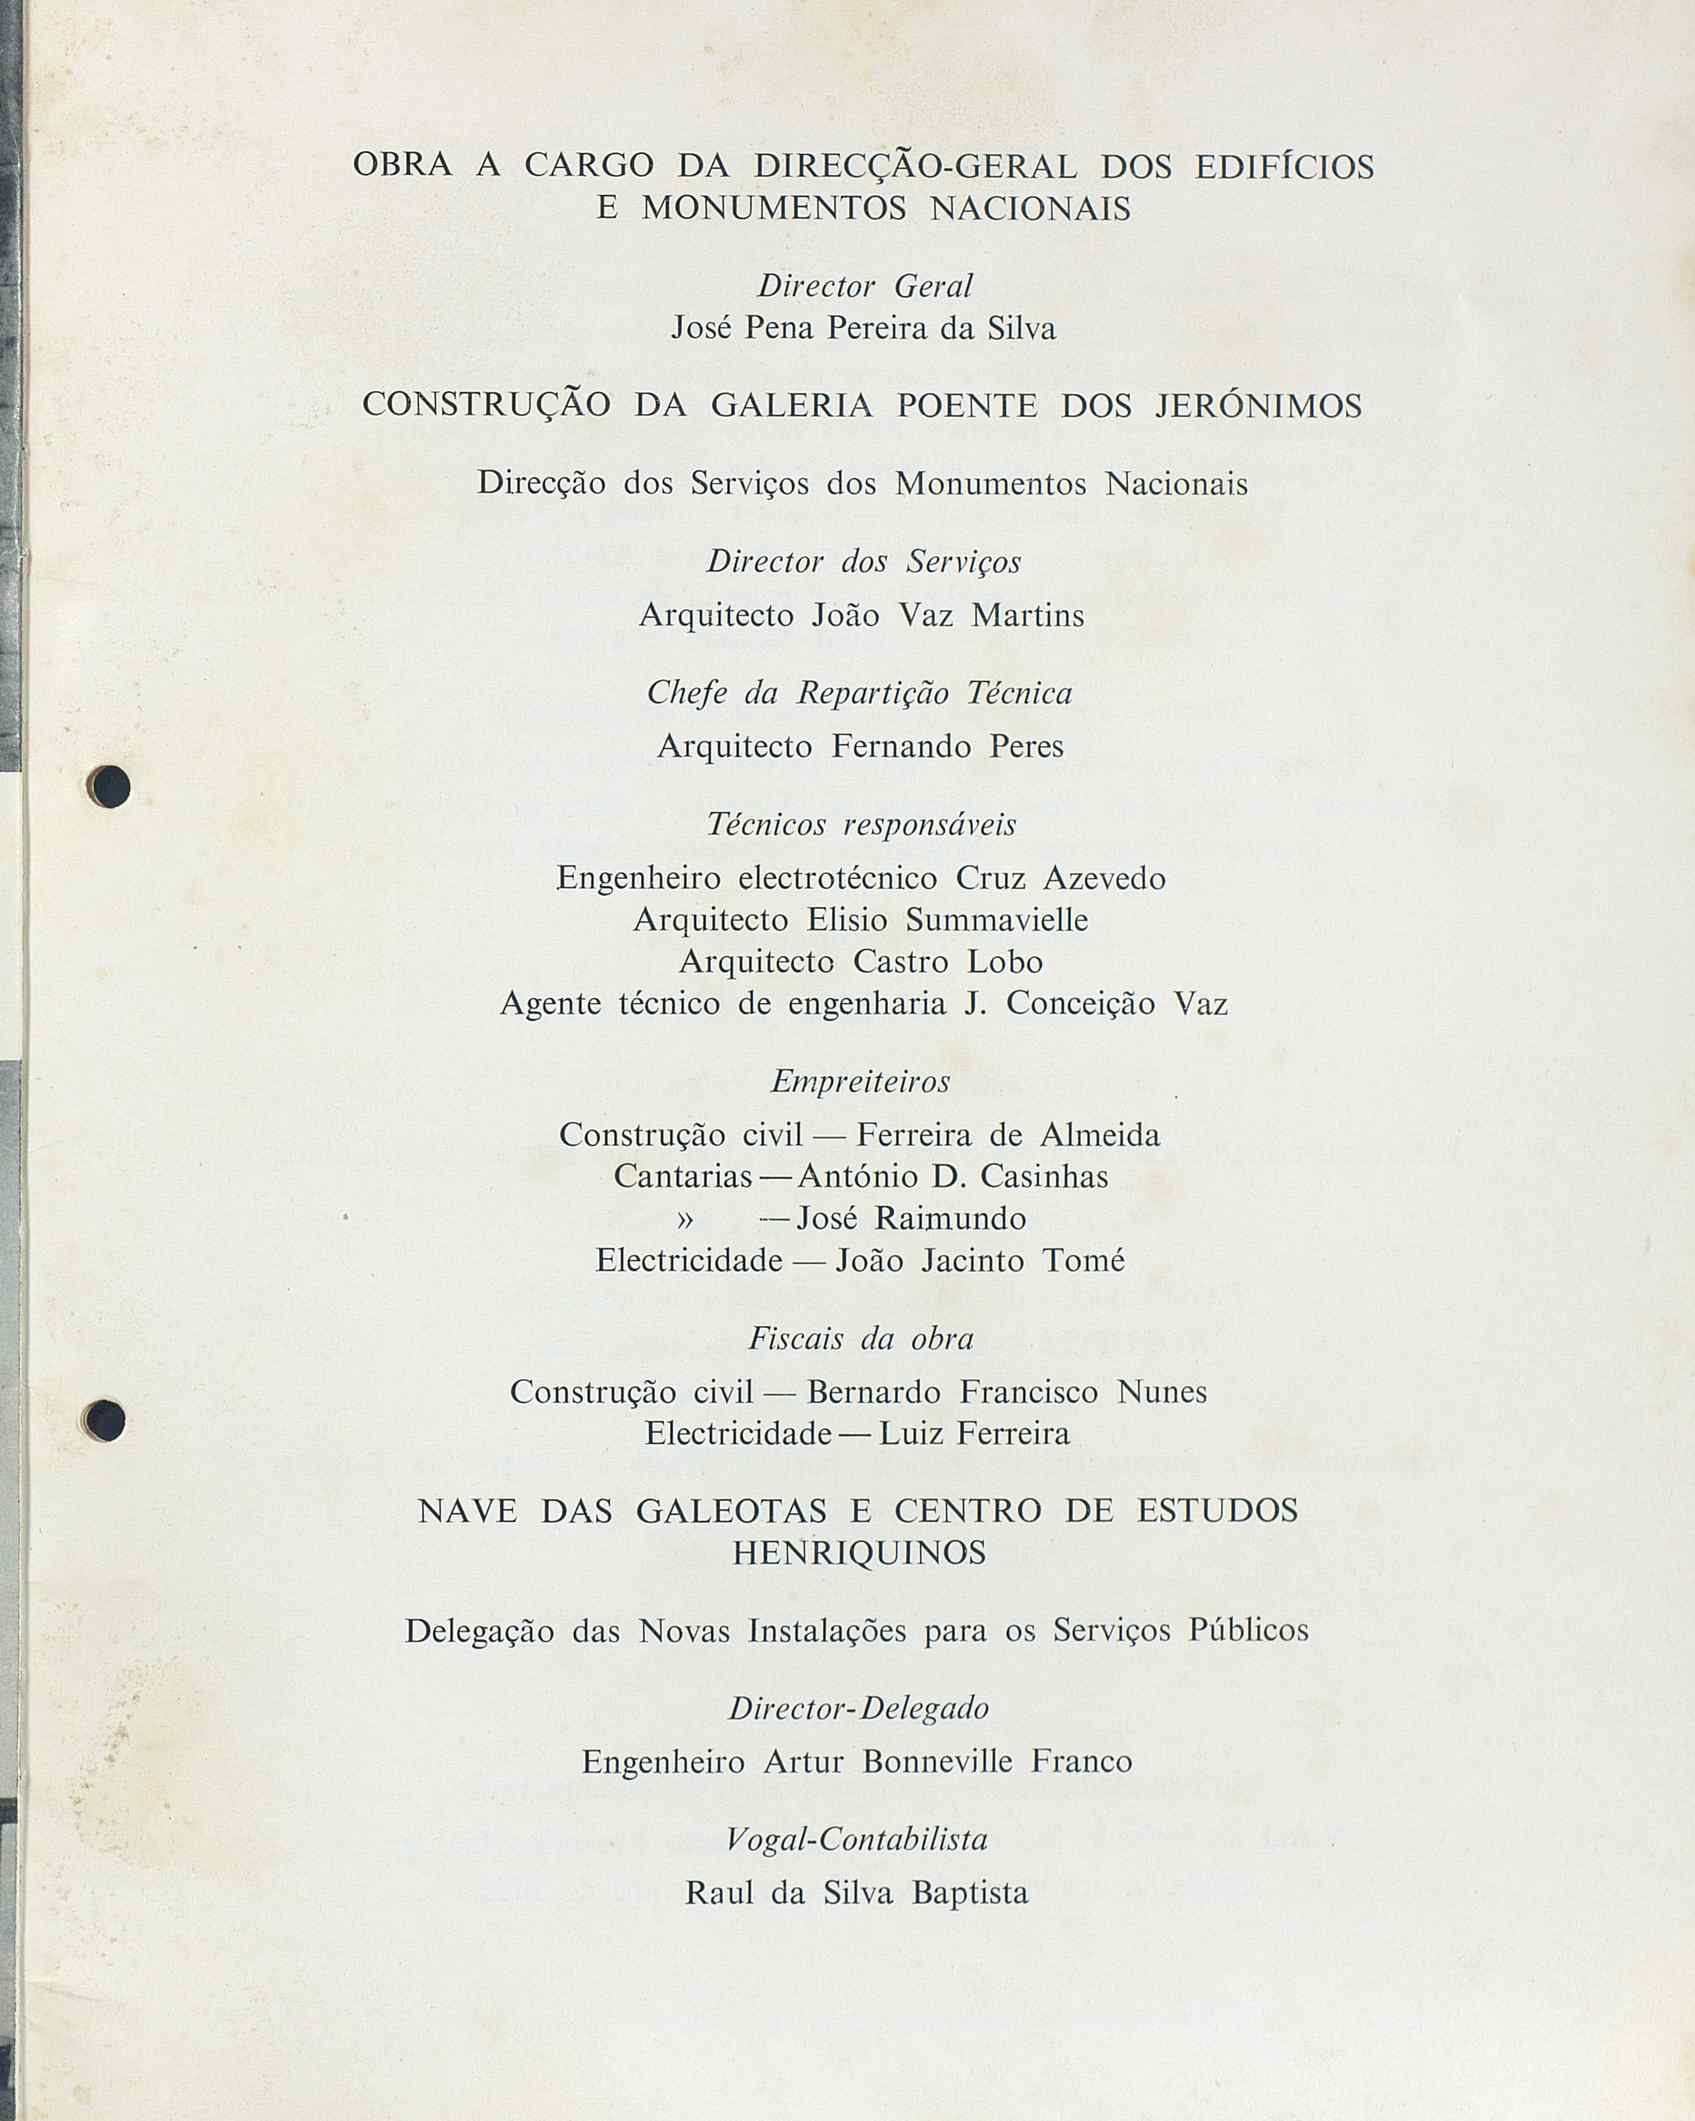 OBRA A CARGO DA DIRECÇÃO-GERAL DOS EDIFÍCIOS
E MONUMENTOS NACIONAIS
Director Geral
José Pena Pereira da Silva
CONSTRUÇÃO DA GALERIA POENTE DOS JERÓNIMOS
Direcção dos Serviços dos Monumentos Nacionais
Director dos Serviços
Arquitecto João Vaz Martins
Chefe da Repartição Técnica
Arquitecto Fernando Peres
Técnicos responsáveis
Engenheiro electrotécnico Cruz Azevedo
Arquitecto Elisio Summavielle
Arquitecto Castro Lobo
Agente técnico de engenharia J. Conceição Vaz
Empreiteiros
Construção civil — Ferreira de Almeida
Cantarias — António D. Casinhas
» — José Raimundo
Electricidade — João Jacinto Tomé
Fiscais da obra
Construção civil — Bernardo Francisco Nunes
Electricidade — Luiz Ferreira
NAVE DAS GALEOTAS E CENTRO DE ESTUDOS
HENRIQUINOS
Delegação das Novas Instalações para os Serviços Públicos
Director-Delegado
Engenheiro Artur Bonneville Franco
Vogal-Contabilista
Raul da Silva Baptista